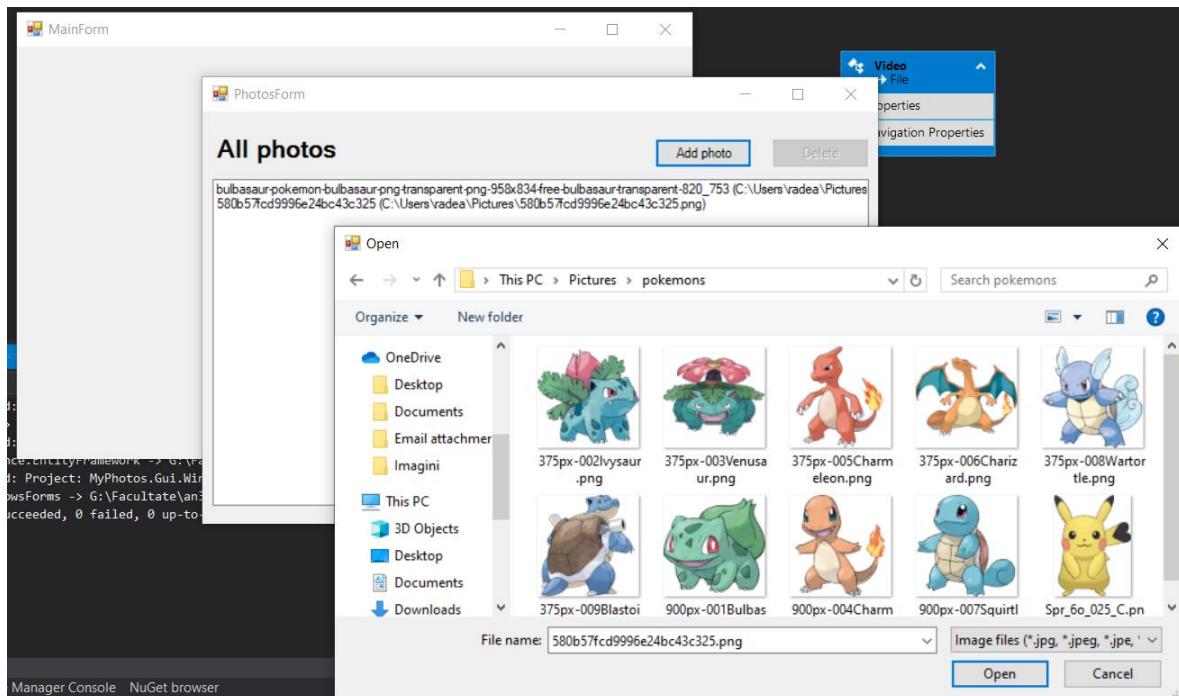 MainForm
Video
File
operties
avigation Properties
PhotosForm
All photos
Add photo
Delete
bulbasaur-pokemon-bulbasaur-png-transparent-png-958x834-free-bulbasaur-transparent-820_753 (C:\Users\radea\Pictures
580b57fcd9996e24bc43c325 (C:\Users\radea\Pictures\580b57fcd9996e24bc43c325.png)
Open
This PC > Pictures > pokemons
Search pokemons
Organize
New folder
OneDrive
Desktop
Documents
Email attachmer
Imagini
This PC
3D Objects
Desktop
Documents
Downloads
375px-002Ivysaur
.png
375px-003Venusa
ur.png
375px-005Charm
eleon.png
375px-006Chariz
ard.png
375px-008Wartor
tle.png
375px-009Blastoi
900px-001Bulbas
900px-004Charm
900px-007Squirtl
Spr_6o_025_C.pn
File name:
580b57fcd9996e24bc43c325.png
Image files (*.jpg, *.jpeg, *.jpe, '
Open
Cancel
d:
nce.EntityFramework -> G:\Fa
d: Project: MyPhotos.Gui.Win
owsForms -> G:\Facultate\an3
ucceeded, 0 failed, 0 up-to-
Manager Console
NuGet browser